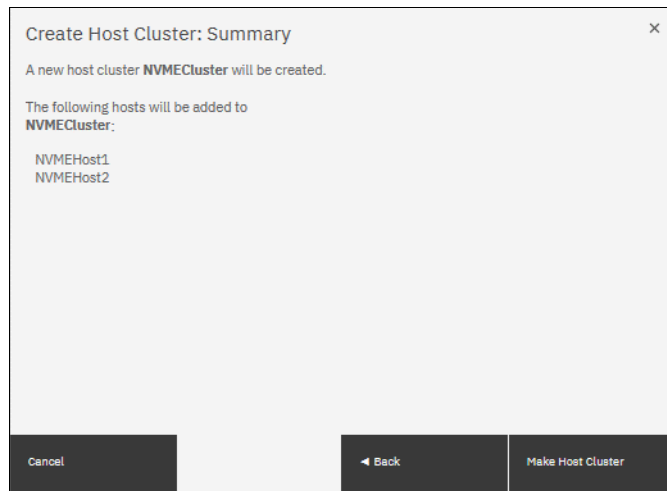 Create Host Cluster: Summary
×
A new host cluster NVMECluster will be created.
The following hosts will be added to
NVMECluster:
NVMEHost1
NVMEHost2
Cancel
◄ Back
Make Host Cluster